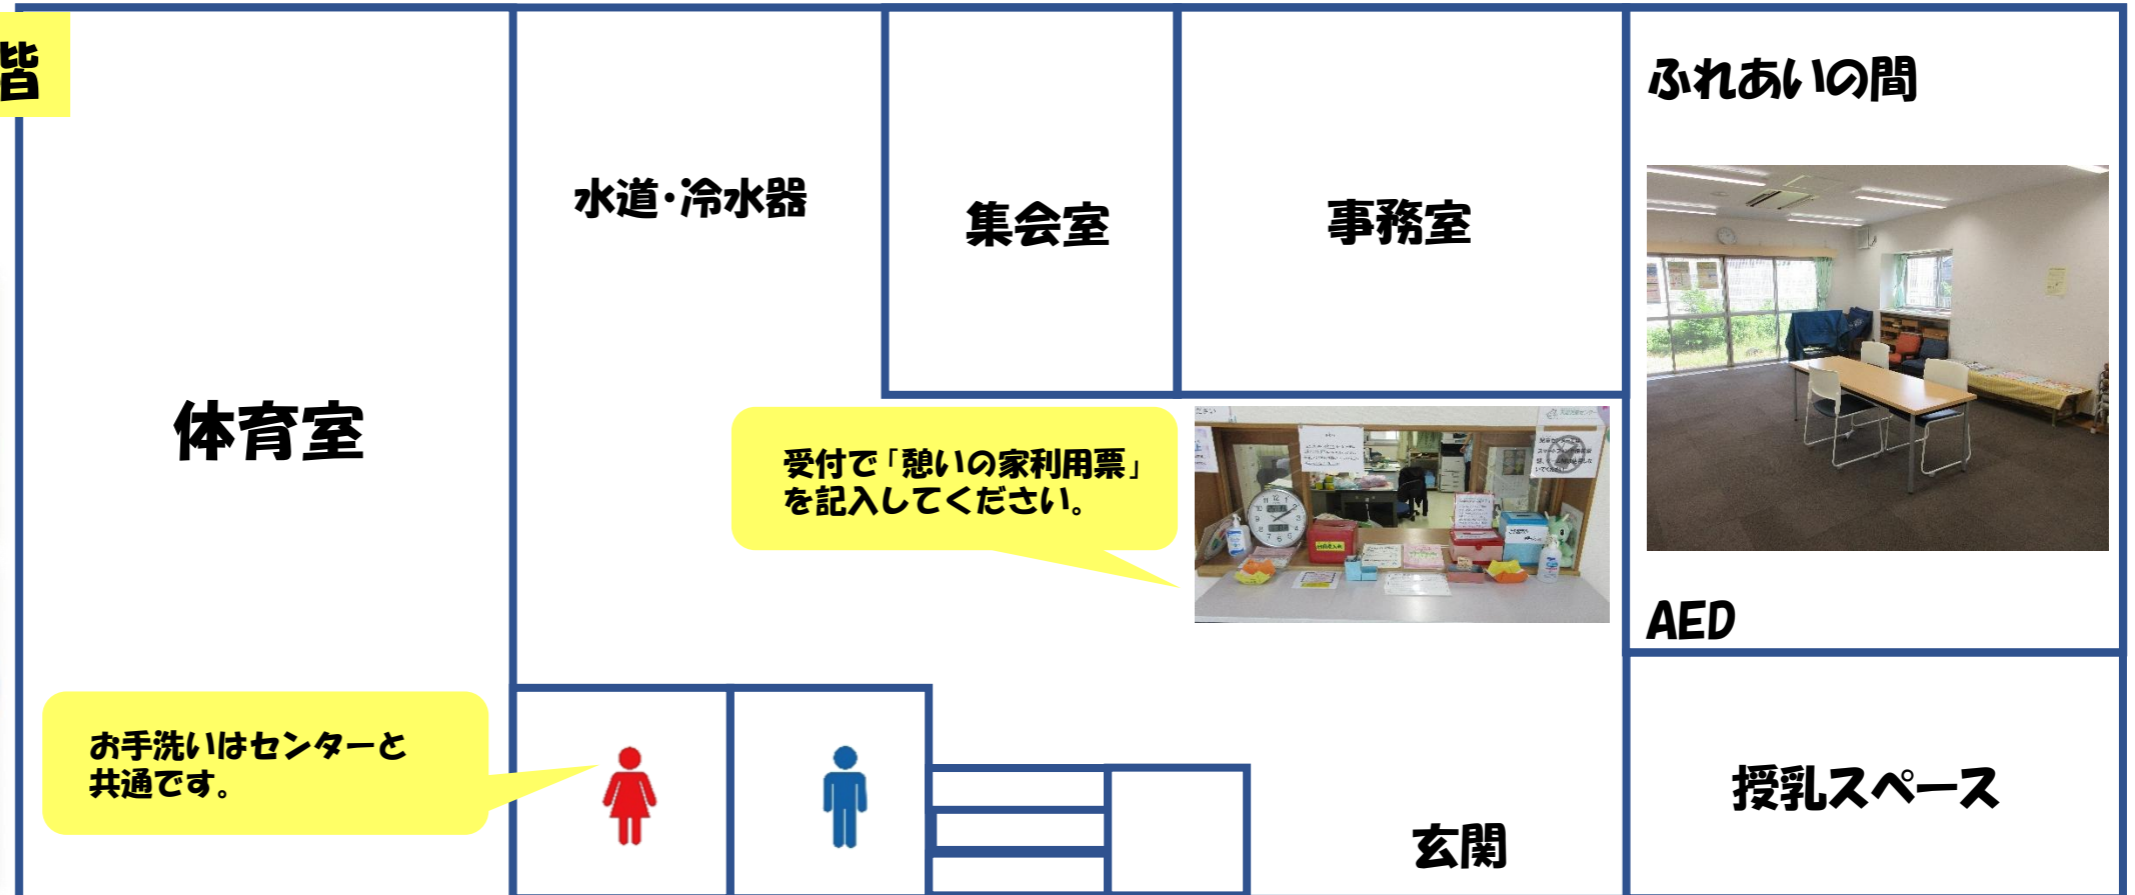 階
ふれあいの間
水道・冷水器
集会室
事務室
体育室
受付で「憩いの家利用票」
を記入してください。
AED
お手洗いはセンターと
共通です。
授乳スペース
玄関